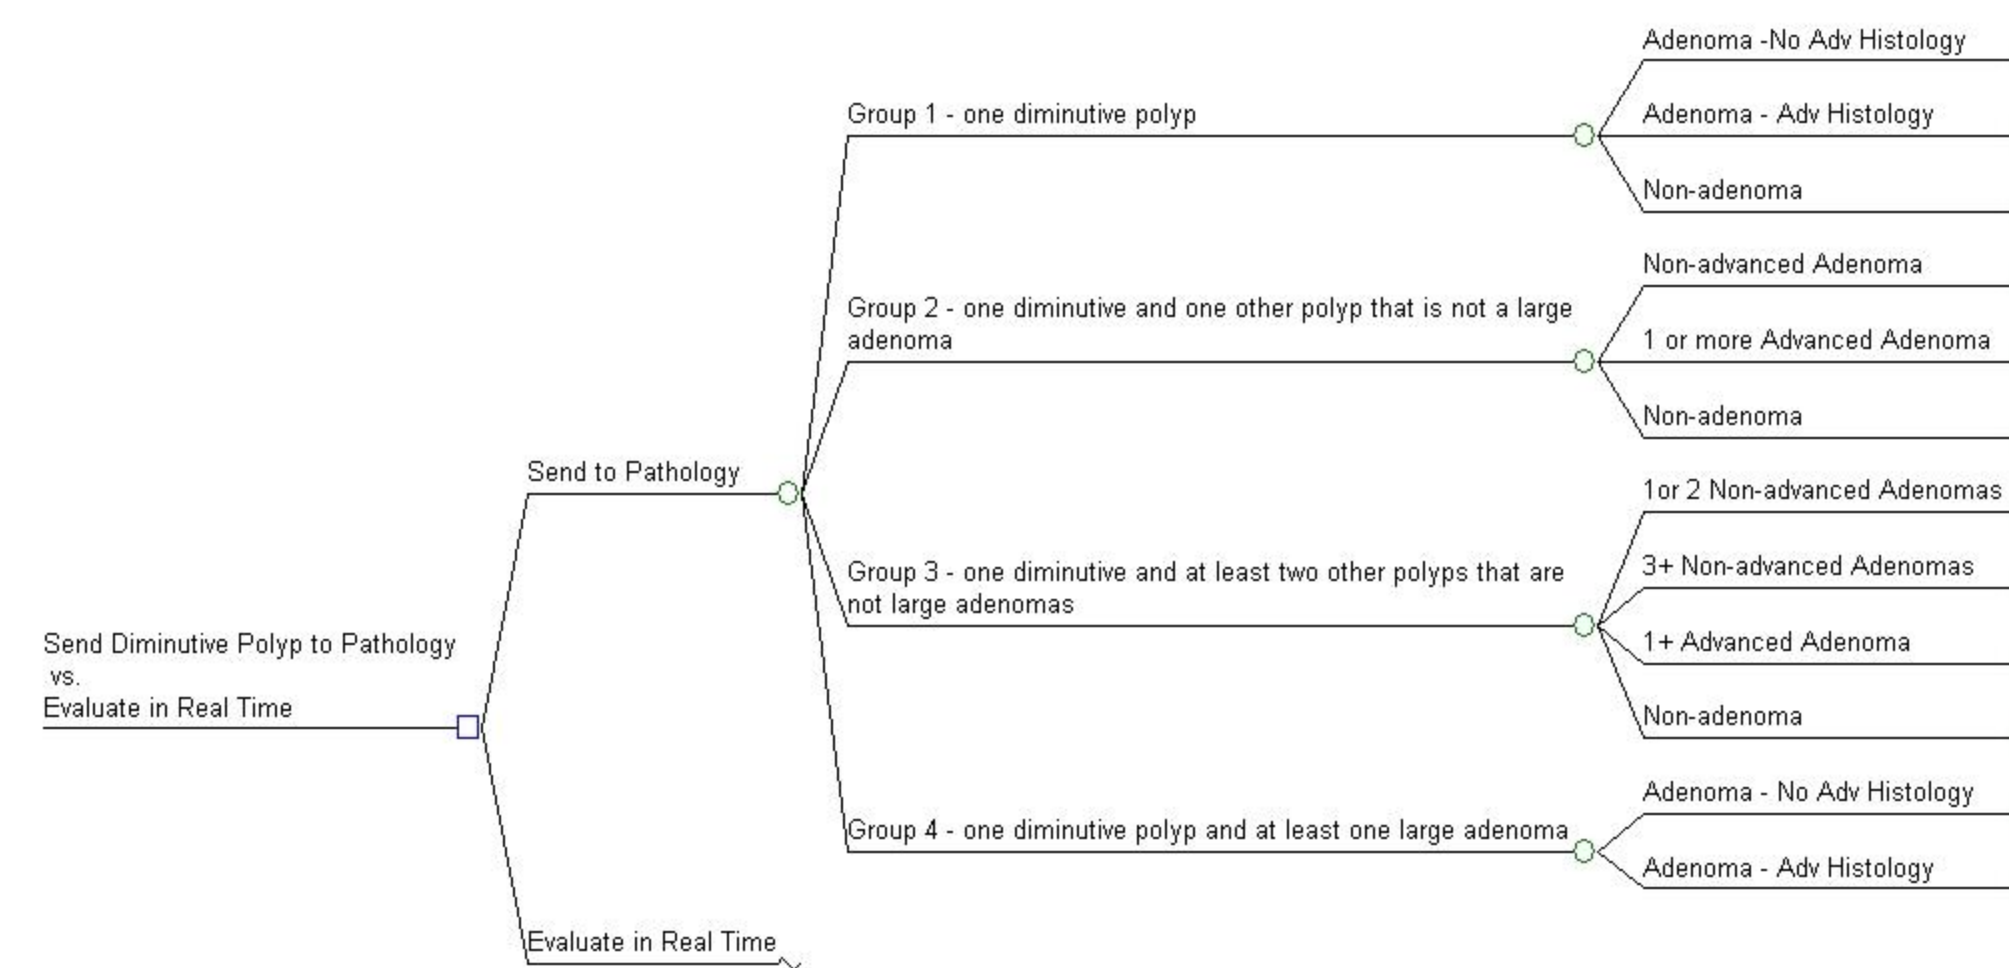 Send Diminutive Polyp to Pathology
vs.
Evaluate in Real Time
Send to Pathology
Group 1 - one diminutive polyp
Adenoma -No Adv Histology
Adenoma - Adv Histology
Non-adenoma
Group 2 - one diminutive and one other polyp that is not a large
adenoma
Non-advanced Adenoma
1 or more Advanced Adenoma
Non-adenoma
Group 3 - one diminutive and at least two other polyps that are
not large adenomas
1or 2 Non-advanced Adenomas
3+ Non-advanced Adenomas
1+ Advanced Adenoma
Non-adenoma
Group 4 - one diminutive polyp and at least one large adenoma
Adenoma - No Adv Histology
Adenoma - Adv Histology
Evaluate in Real Time